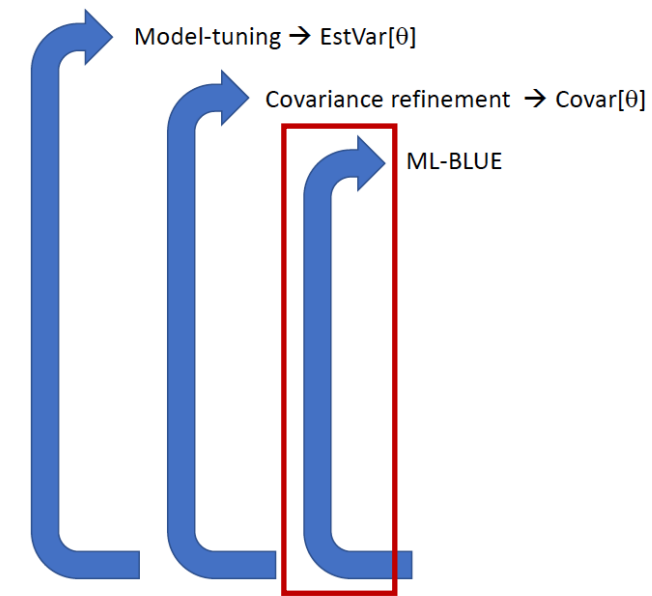 Model-tuning → EstVar[θ]
Covariance refinement → Covar[θ]
ML-BLUE